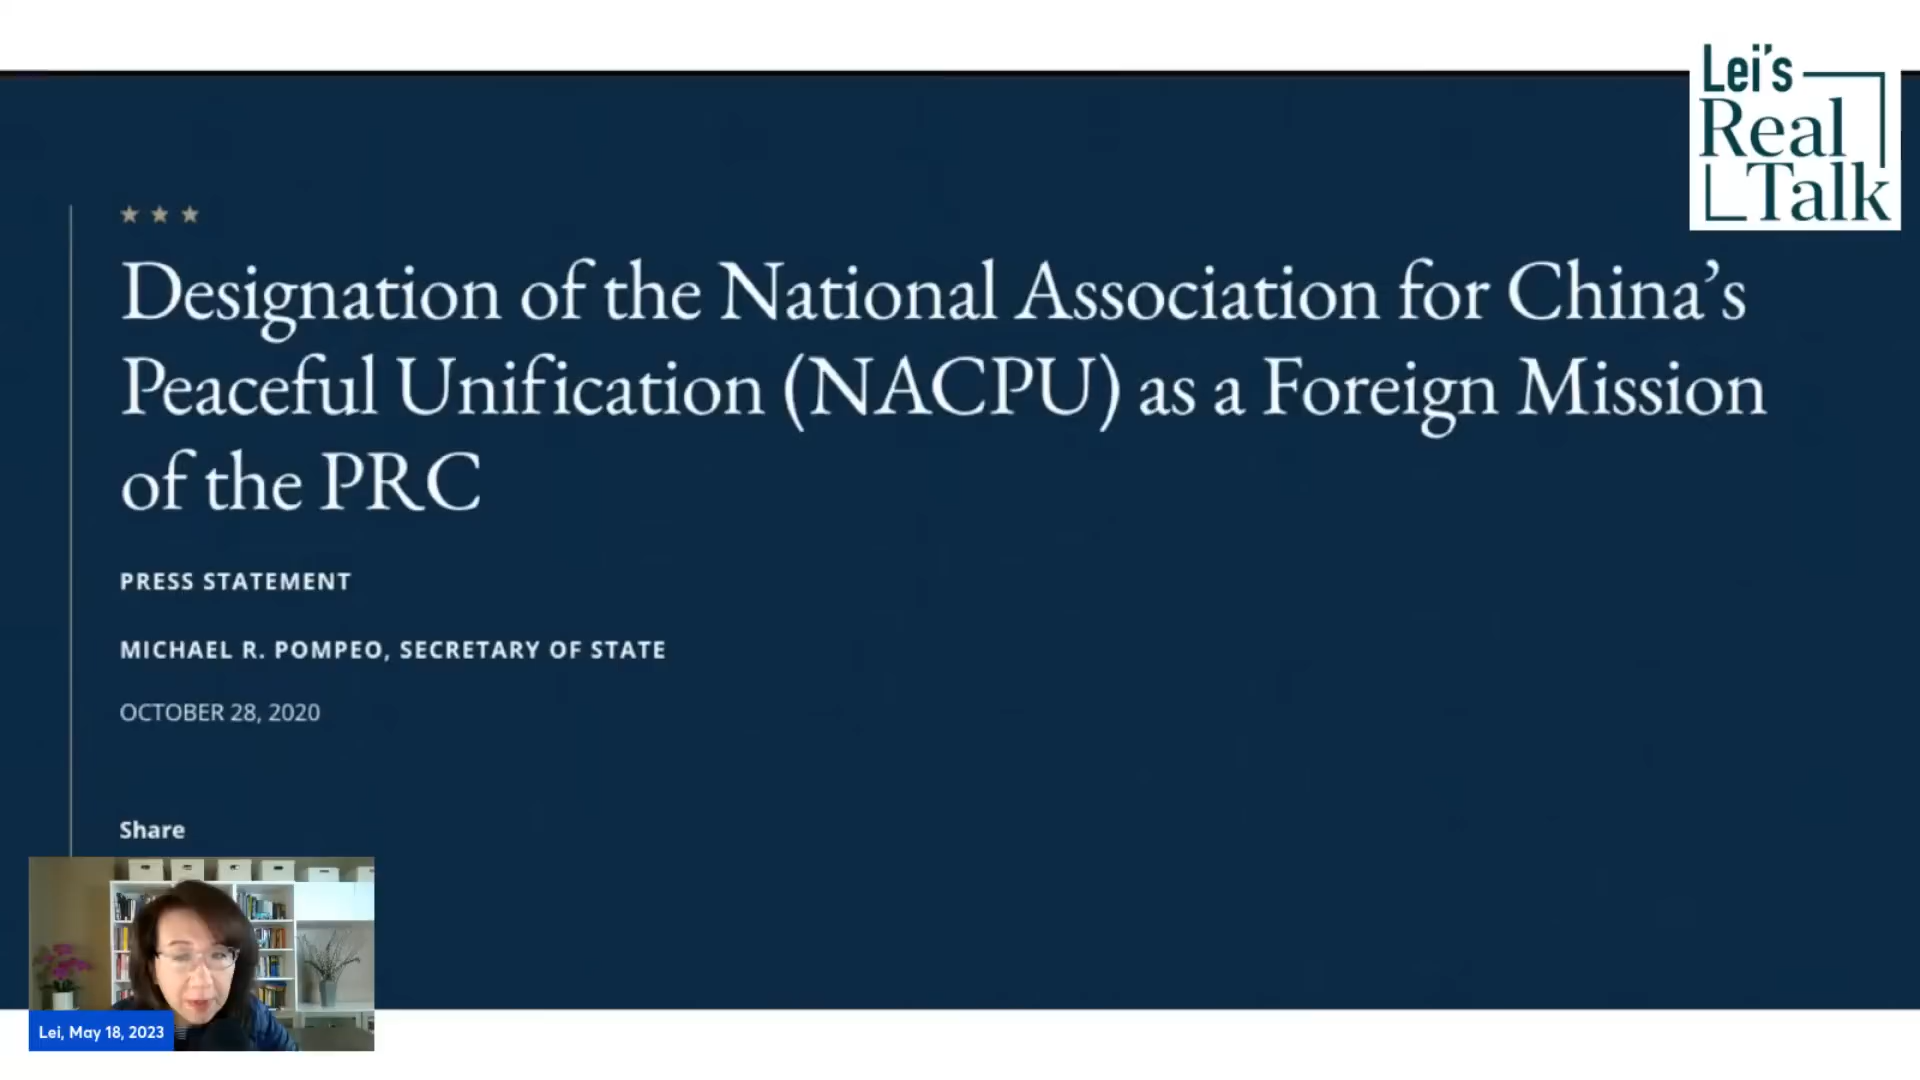 Lei's
Real
Talk
Designation of the National Association for China’s
Peaceful Unification (NACPU) as a Foreign Mission
of the PRC
PRESS STATEMENT
MICHAEL R. POMPEO, SECRETARY OF STATE
OCTOBER 28, 2020
Share
Lei, May 18, 2023